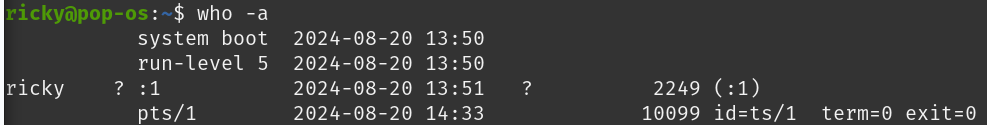 ricky@pop-os:~$ who -a
system boot  2024-08-20 13:50
run-level 5  2024-08-20 13:50
ricky    ? :1           2024-08-20 13:51   ?          2249 (:1)
pts/1        2024-08-20 14:33             10099 id=ts/1  term=0 exit=0